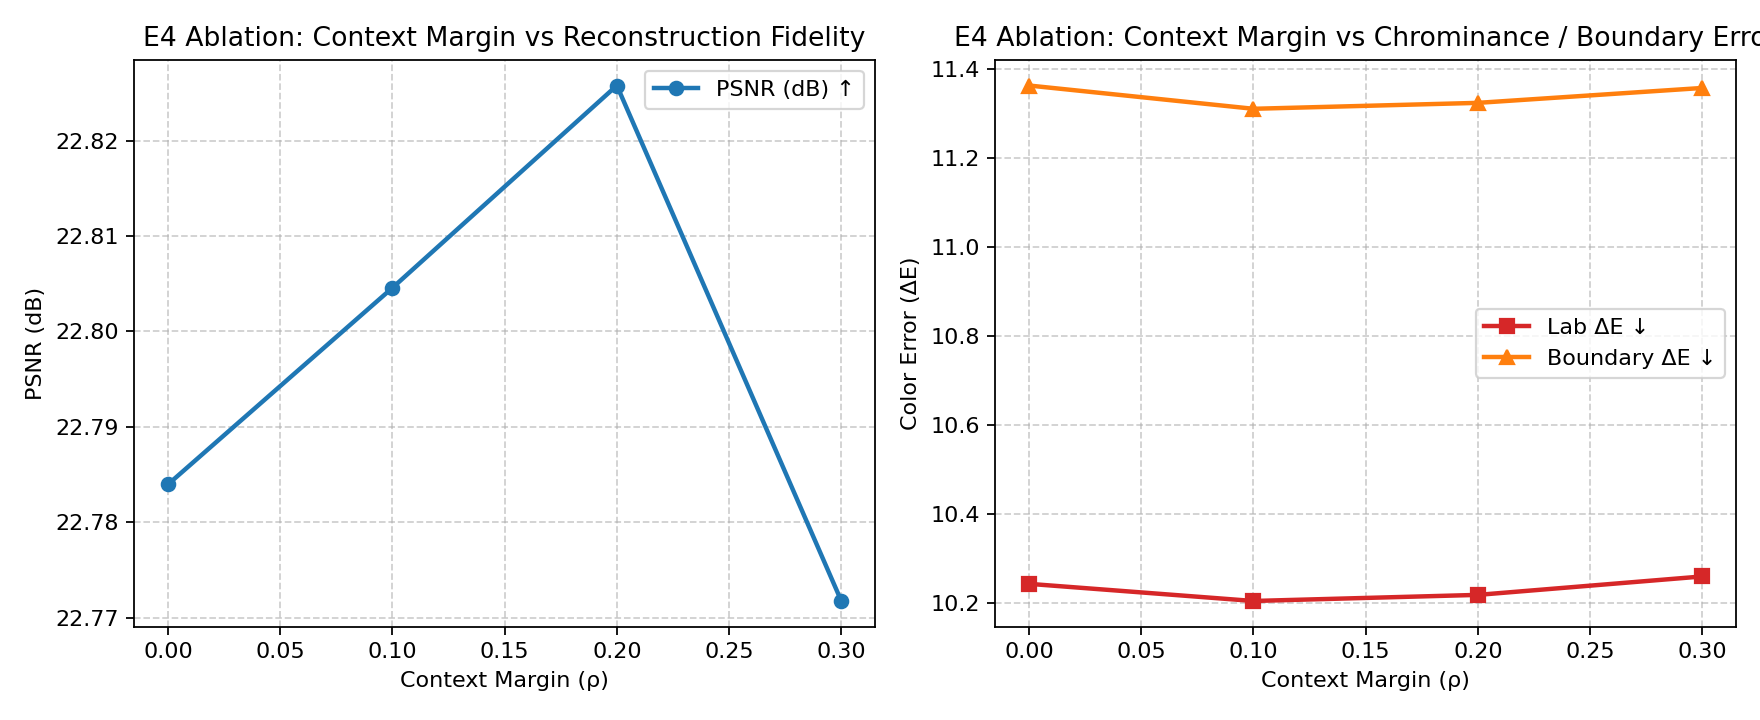 E4 Ablation: Context Margin vs Reconstruction Fidelity
PSNR (dB) ↑
22.82
22.81
22.80
22.79
22.78
22.77
PSNR (dB)
0.00 0.05 0.10 0.15 0.20 0.25 0.30
Context Margin (ρ)
E4 Ablation: Context Margin vs Chrominance / Boundary Erro
11.4
11.2
11.0
10.8
10.6
10.4
10.2
Color Error (ΔE)
Lab ΔE ↓
Boundary ΔE ↓
0.00 0.05 0.10 0.15 0.20 0.25 0.30
Context Margin (ρ)